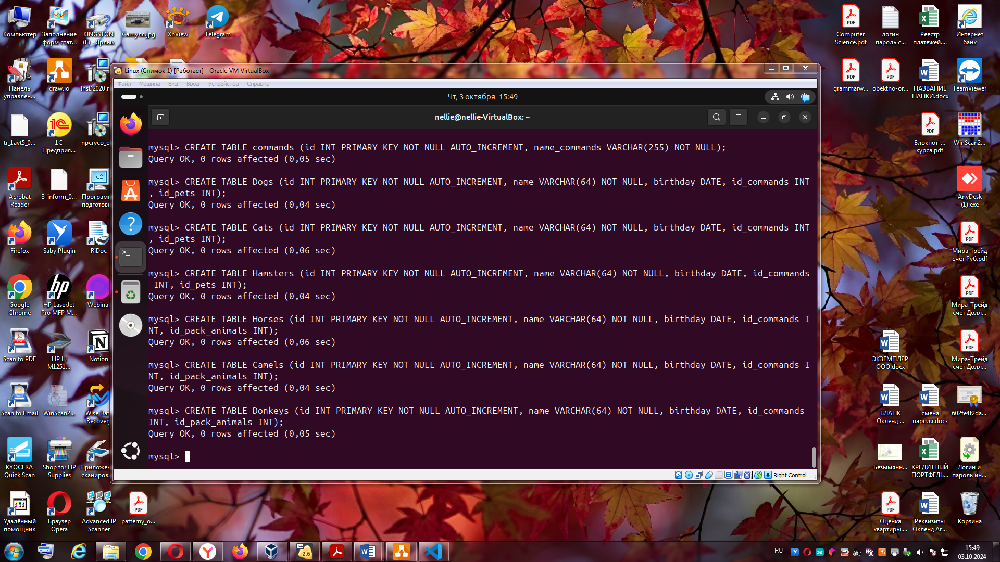 Компьютер
Заполнение форм стат...
KINGSTON (E) - Ярлык
Сашуля.jpg
XnView
Telegram
Computer Science.pdf
логин пароль с...
Реестр платежей....
Интернет банк
Панель управлен...
draw.io
InsD2020.r
grammarw...
obektno-or...
НАЗВАНИЕ ПАПКИ.docx
TeamViewer
tr_1avt5_0...
1С Предприя...
npcryco_e
Блокнот-... курса.pdf
WinScan2...
Acrobat Reader
3-inform_0...
Програм подготов
AnyDesk (1).exe
Firefox
Saby Plugin
RiDoc
Мира-трейд счет Руб.pdf
Google Chrome
HP LaserJet Pro MFP M...
Webina
Мира-Трейд счет Долл...
Scan to PDF
HP LJ M1251...
Notion
ЭКЗЕМПЛЯР ООО.docx
Мира-Трейд счет Долл...
Scan to Email
WinScan2...
Wise Dat Recover
БЛАНК Окленд ...
смена пароля.docx
602fe4f2da...
KYOCERA Quick Scan
Shop for HP Supplies
Приложен сканирова
Безымянн...
КРЕДИТНЫЙ ПОРТФЕЛЬ...
Логин и пароль ин...
Удалённый помощник
Браузер Opera
Advanced IP Scanner
patterny_o...
Оценка квартиры....
Реквизиты Окленд Аг...
Корзина
Linux (Снимок 1) [Работает] - Oracle VM VirtualBox
Файл Машина Вид Ввод Устройства Справка
Чт, 3 октября 15:49
nellie@nellie-VirtualBox: ~
mysql> CREATE TABLE commands (id INT PRIMARY KEY NOT NULL AUTO_INCREMENT, name_commands VARCHAR(255) NOT NULL);
Query OK, 0 rows affected (0,05 sec)
mysql> CREATE TABLE Dogs (id INT PRIMARY KEY NOT NULL AUTO_INCREMENT, name VARCHAR(64) NOT NULL, birthday DATE, id_commands INT
, id_pets INT);
Query OK, 0 rows affected (0,04 sec)
mysql> CREATE TABLE Cats (id INT PRIMARY KEY NOT NULL AUTO_INCREMENT, name VARCHAR(64) NOT NULL, birthday DATE, id_commands INT
, id_pets INT);
Query OK, 0 rows affected (0,06 sec)
mysql> CREATE TABLE Hamsters (id INT PRIMARY KEY NOT NULL AUTO_INCREMENT, name VARCHAR(64) NOT NULL, birthday DATE, id_commands
 INT, id_pets INT);
Query OK, 0 rows affected (0,04 sec)
mysql> CREATE TABLE Horses (id INT PRIMARY KEY NOT NULL AUTO_INCREMENT, name VARCHAR(64) NOT NULL, birthday DATE, id_commands I
NT, id_pack_animals INT);
Query OK, 0 rows affected (0,06 sec)
mysql> CREATE TABLE Camels (id INT PRIMARY KEY NOT NULL AUTO_INCREMENT, name VARCHAR(64) NOT NULL, birthday DATE, id_commands I
NT, id_pack_animals INT);
Query OK, 0 rows affected (0,04 sec)
mysql> CREATE TABLE Donkeys (id INT PRIMARY KEY NOT NULL AUTO_INCREMENT, name VARCHAR(64) NOT NULL, birthday DATE, id_commands
INT, id_pack_animals INT);
Query OK, 0 rows affected (0,05 sec)
mysql>
Right Control
RU
15:49
03.10.2024